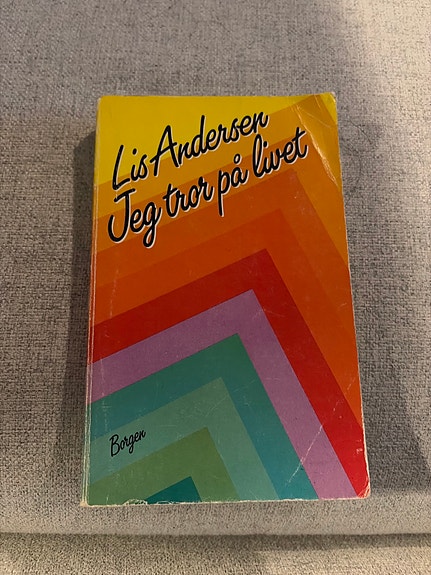 Lis Andersen
Jeg tror på livet
Borgen